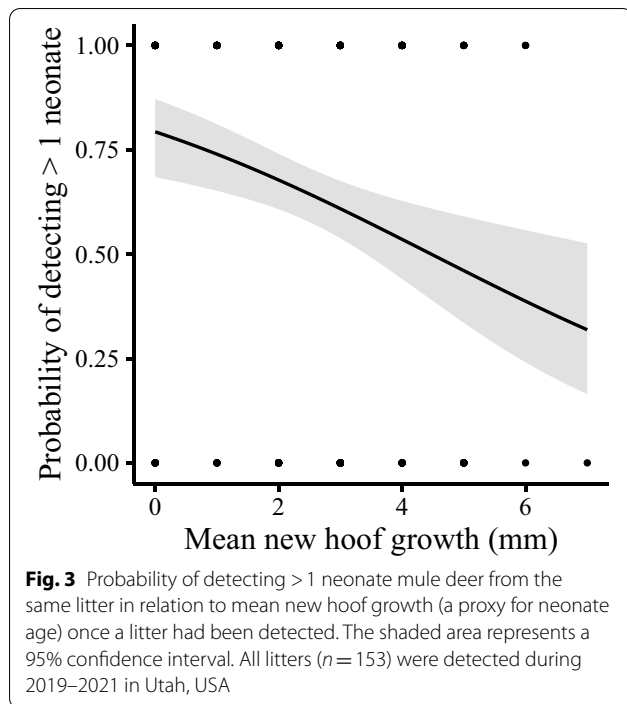 Probability of detecting > 1 neonate
1.00
0.75
0.50
0.25
0.00
0
2
4
6
Mean new hoof growth (mm)
Fig. 3 Probability of detecting > 1 neonate mule deer from the
same litter in relation to mean new hoof growth (a proxy for neonate
age) once a litter had been detected. The shaded area represents a
95% confidence interval. All litters (n = 153) were detected during
2019–2021 in Utah, USA